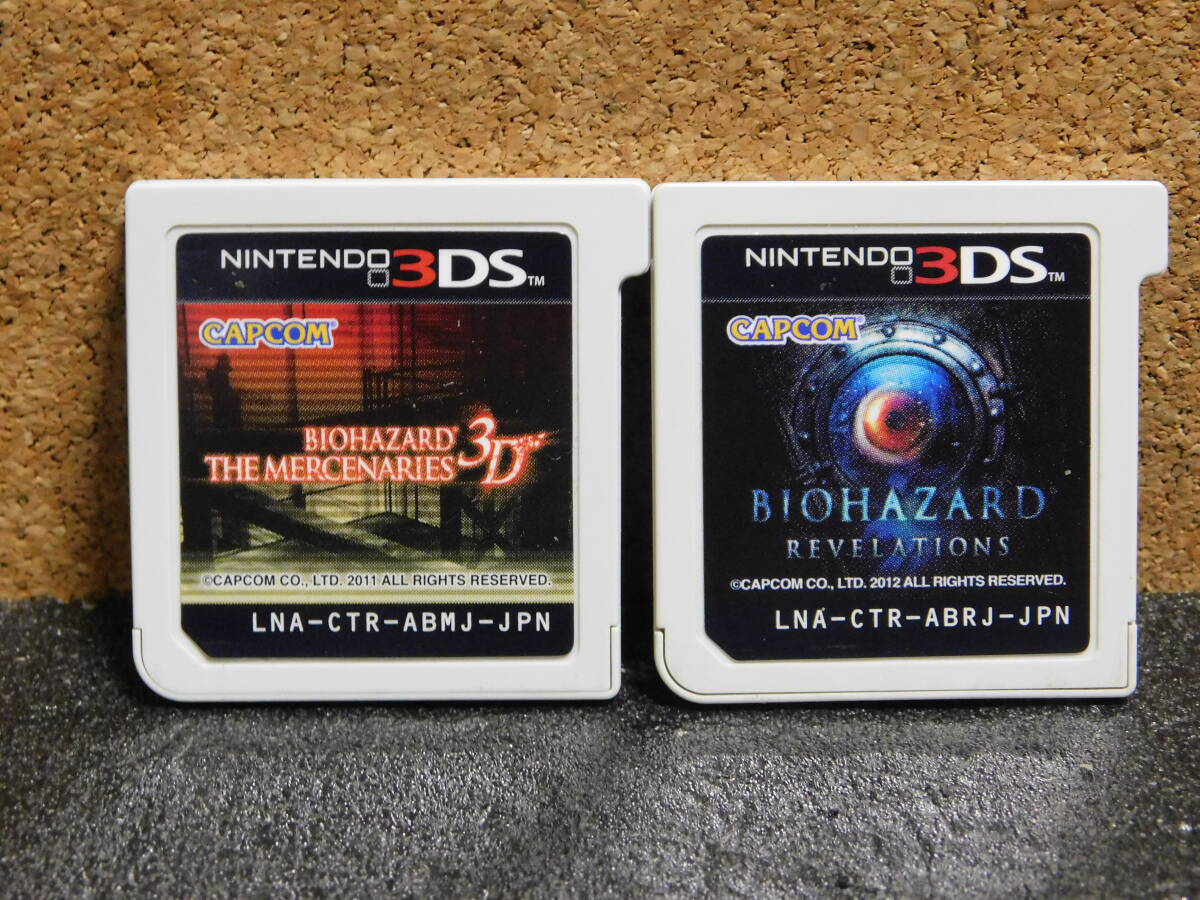 NINTENDO3DS™
CAPCOM®
BIOHAZARD®
THE MERCENARIES 3D
©CAPCOM CO., LTD. 2011 ALL RIGHTS RESERVED.
LNA-CTR-ABMJ-JPN
NINTENDO3DS™
CAPCOM®
BIOHAZARD®
REVELATIONS
©CAPCOM CO., LTD. 2012 ALL RIGHTS RESERVED.
LNA-CTR-ABRJ-JPN